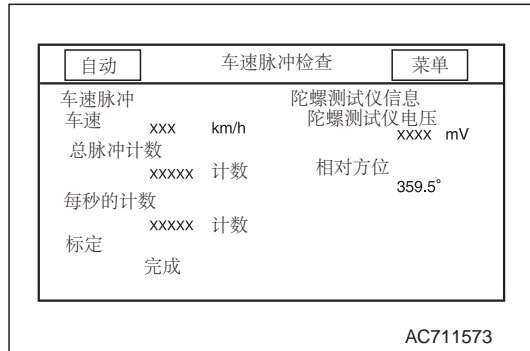 自动 车速脉冲检查 菜单
车速脉冲 陀螺测试仪信息
车速 xxx km/h 陀螺测试仪电压
xxxx mV
总脉冲计数
xxxxx 计数 相对方位
359.5°
每秒的计数
xxxxx 计数
标定
完成
AC711573